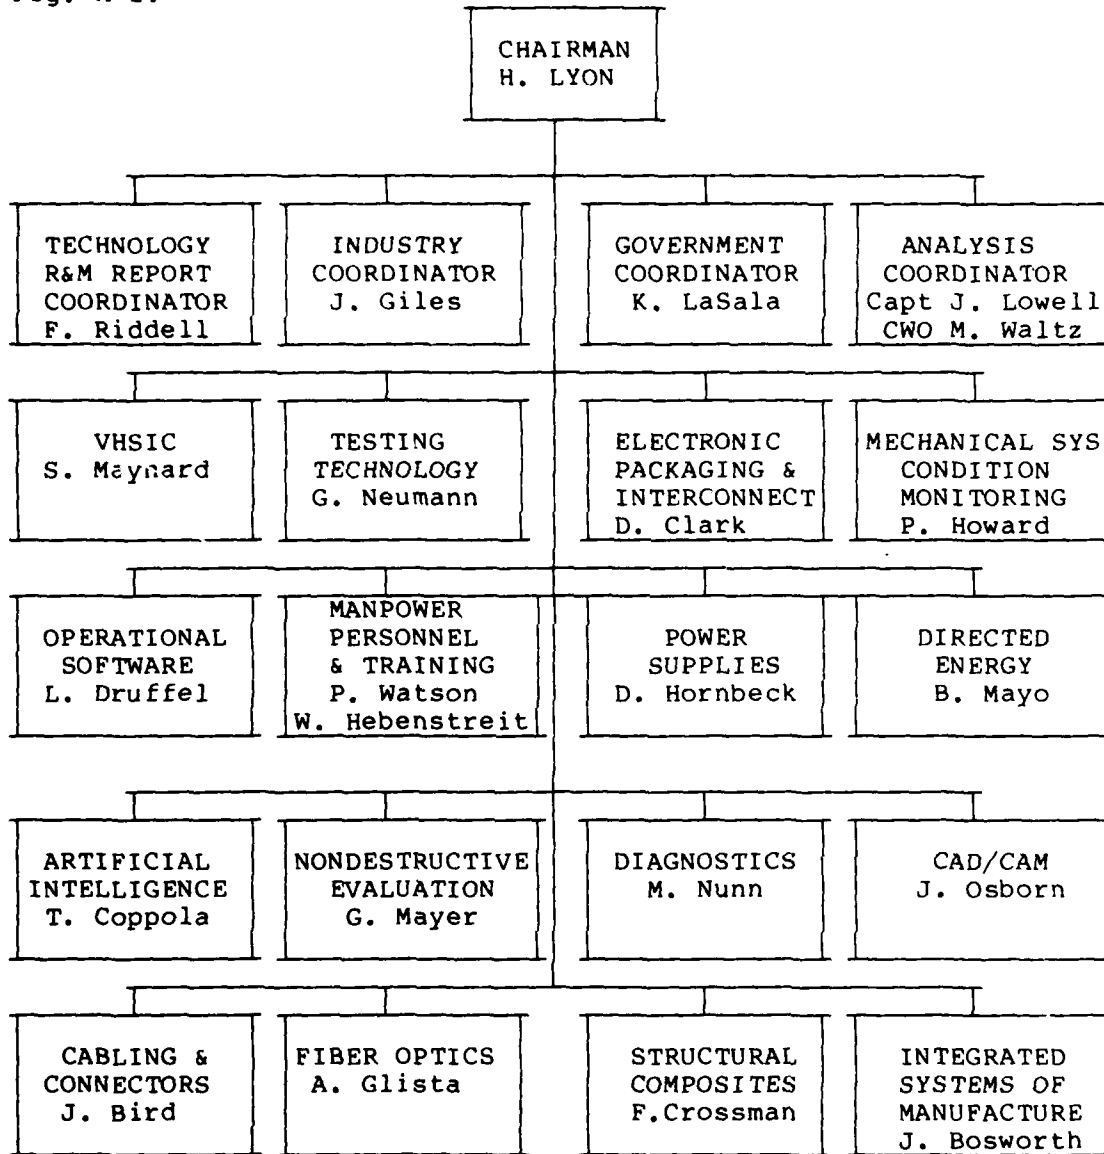 CHAIRMAN
H. LYON
TECHNOLOGY
R&M REPORT
COORDINATOR
F. Riddell
INDUSTRY
COORDINATOR
J. Giles
GOVERNMENT
COORDINATOR
K. LaSala
ANALYSIS
COORDINATOR
Capt J. Lowell
CWO M. Waltz
VHSIC
S. Maynard
TESTING
TECHNOLOGY
G. Neumann
ELECTRONIC
PACKAGING &
INTERCONNECT
D. Clark
MECHANICAL SYS
CONDITION
MONITORING
P. Howard
OPERATIONAL
SOFTWARE
L. Druffel
MANPOWER
PERSONNEL
& TRAINING
P. Watson
W. Hebenstreit
POWER
SUPPLIES
D. Hornbeck
DIRECTED
ENERGY
B. Mayo
ARTIFICIAL
INTELLIGENCE
T. Coppola
NONDESTRUCTIVE
EVALUATION
G. Mayer
DIAGNOSTICS
M. Nunn
CAD/CAM
J. Osborn
CABLING &
CONNECTORS
J. Bird
FIBER OPTICS
A. Glista
STRUCTURAL
COMPOSITES
F.Crossman
INTEGRATED
SYSTEMS OF
MANUFACTURE
J. Bosworth